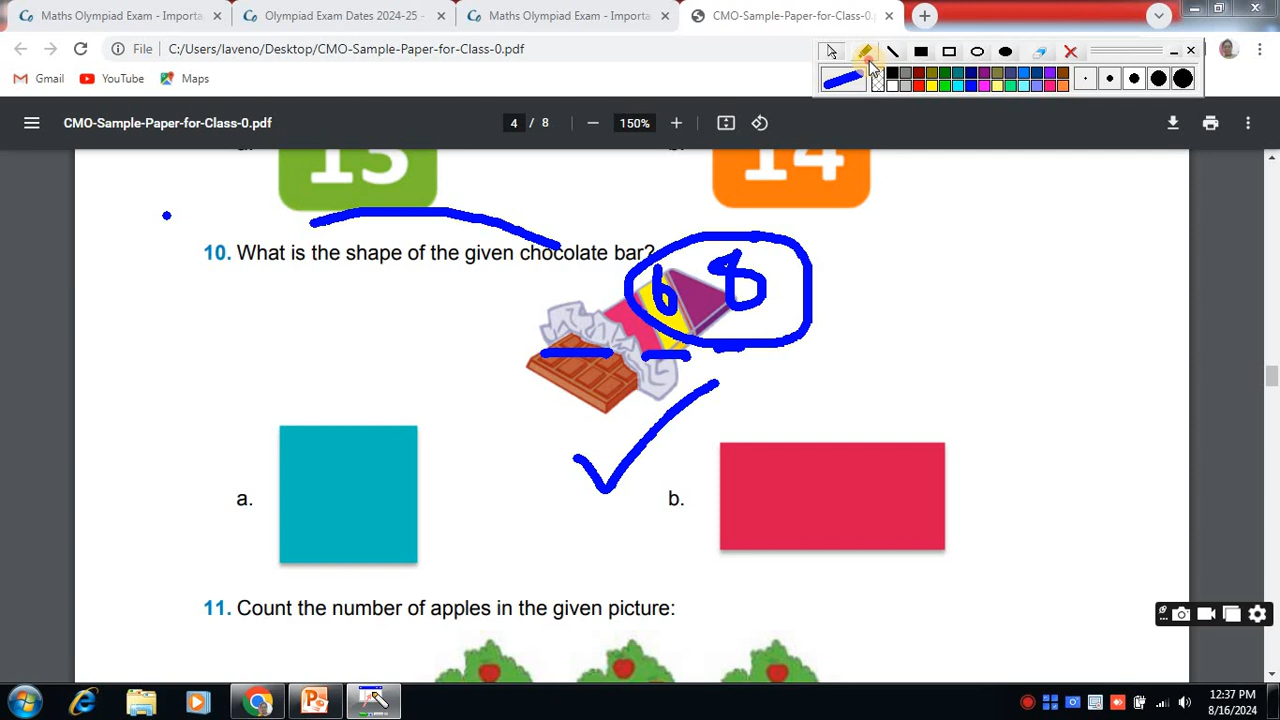 Maths Olympiad Exam - Importa
Olympiad Exam Dates 2024-25 -
Maths Olympiad Exam - Importa
CMO-Sample-Paper-for-Class-0.p
File
C:/Users/laveno/Desktop/CMO-Sample-Paper-for-Class-0.pdf
Gmail
YouTube
Maps
CMO-Sample-Paper-for-Class-0.pdf
4 / 8
150%
13
14
10. What is the shape of the given chocolate bar?
6 8
a.
b.
11. Count the number of apples in the given picture:
12:37 PM
8/16/2024